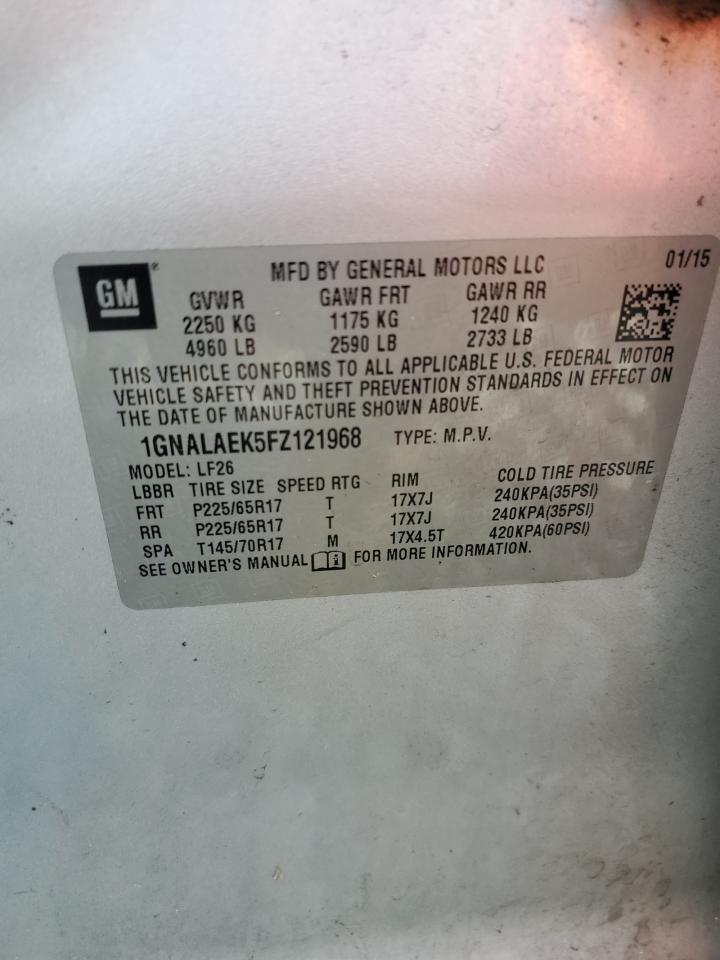 GM® MFD BY GENERAL MOTORS LLC 01/15
GVWR GAWR FRT GAWR RR
2250 KG 1175 KG 1240 KG
4960 LB 2590 LB 2733 LB
THIS VEHICLE CONFORMS TO ALL APPLICABLE U.S. FEDERAL MOTOR
VEHICLE SAFETY AND THEFT PREVENTION STANDARDS IN EFFECT ON
THE DATE OF MANUFACTURE SHOWN ABOVE.
1GNALAEK5FZ121968 TYPE: M.P.V.
MODEL: LF26
LBBR TIRE SIZE SPEED RTG RIM COLD TIRE PRESSURE
FRT P225/65R17 T 17X7J 240KPA(35PSI)
RR P225/65R17 T 17X7J 240KPA(35PSI)
SPA T145/70R17 M 17X4.5T 420KPA(60PSI)
SEE OWNER'S MANUAL FOR MORE INFORMATION.